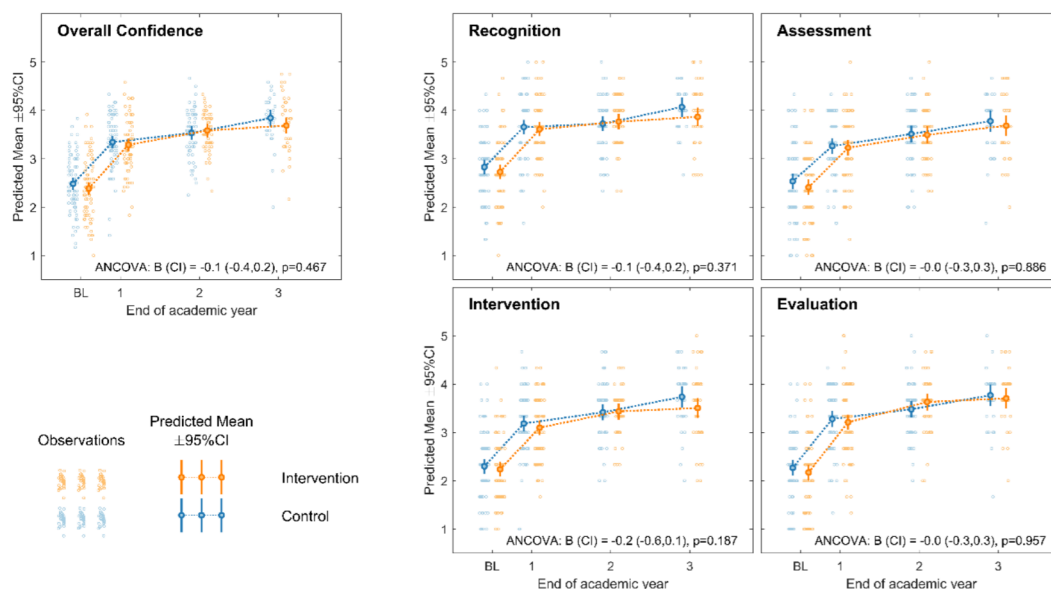 Overall Confidence
5
4
3
2
1
Predicted Mean ±95%CI
ANCOVA: B (CI) = -0.1 (-0.4,0.2), p=0.467
BL 1 2 3
End of academic year
Recognition
5
4
3
2
1
Predicted Mean ±95%CI
ANCOVA: B (CI) = -0.1 (-0.4,0.2), p=0.371
Assessment
ANCOVA: B (CI) = -0.0 (-0.3,0.3), p=0.886
Intervention
5
4
3
2
1
Predicted Mean ±95%CI
ANCOVA: B (CI) = -0.2 (-0.6,0.1), p=0.187
BL 1 2 3
End of academic year
Evaluation
ANCOVA: B (CI) = -0.0 (-0.3,0.3), p=0.957
BL 1 2 3
End of academic year
Observations
Predicted Mean
±95%CI
Intervention
Control